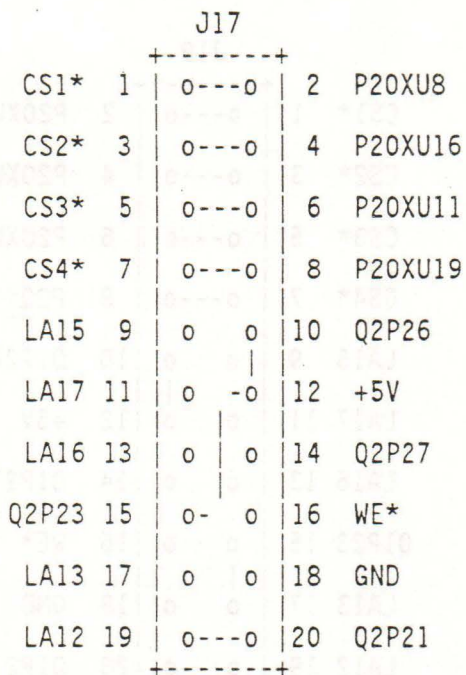 J17
+---------+
CS1* 1 | o---o | 2 P20XU8
CS2* 3 | o---o | 4 P20XU16
CS3* 5 | o---o | 6 P20XU11
CS4* 7 | o---o | 8 P20XU19
LA15 9 | o o | 10 Q2P26
LA17 11 | o -o | 12 +5V
LA16 13 | o | o | 14 Q2P27
Q2P23 15 | o- o | 16 WE*
LA13 17 | o o | 18 GND
LA12 19 | o---o | 20 Q2P21
+---------+